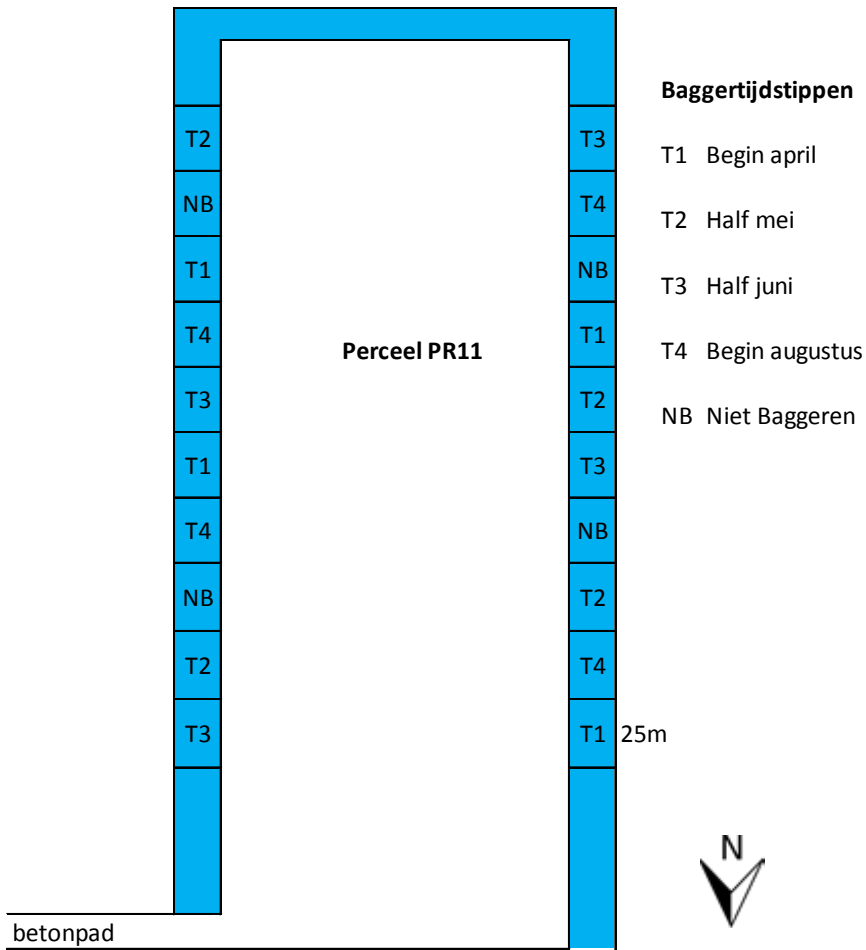 Baggertijdstippen
T2 T3 T1 Begin april
NB T4 T2 Half mei
T1 NB T3 Half juni
T4 Perceel PR11 T1 T4 Begin augustus
T3 T2 NB Niet Baggeren
T1 T3
T4 NB
NB T2
T2 T4
T3 T1 25m
N
betonpad